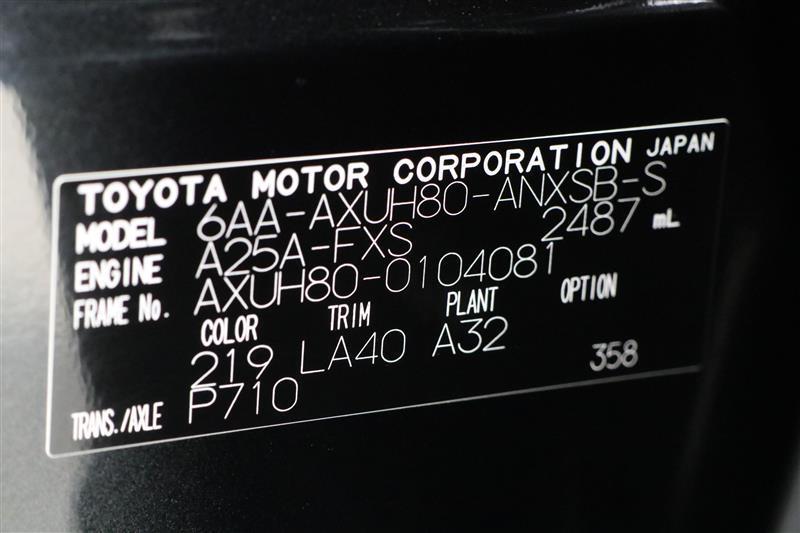 TOYOTA MOTOR CORPORATION JAPAN
MODEL 6AA-AXUH80-ANXSB-S
ENGINE A25A-FXS 2487 mL
FRAME No. AXUH80-0104081
COLOR TRIM PLANT OPTION
219 LA40 A32
TRANS./AXLE P710 358